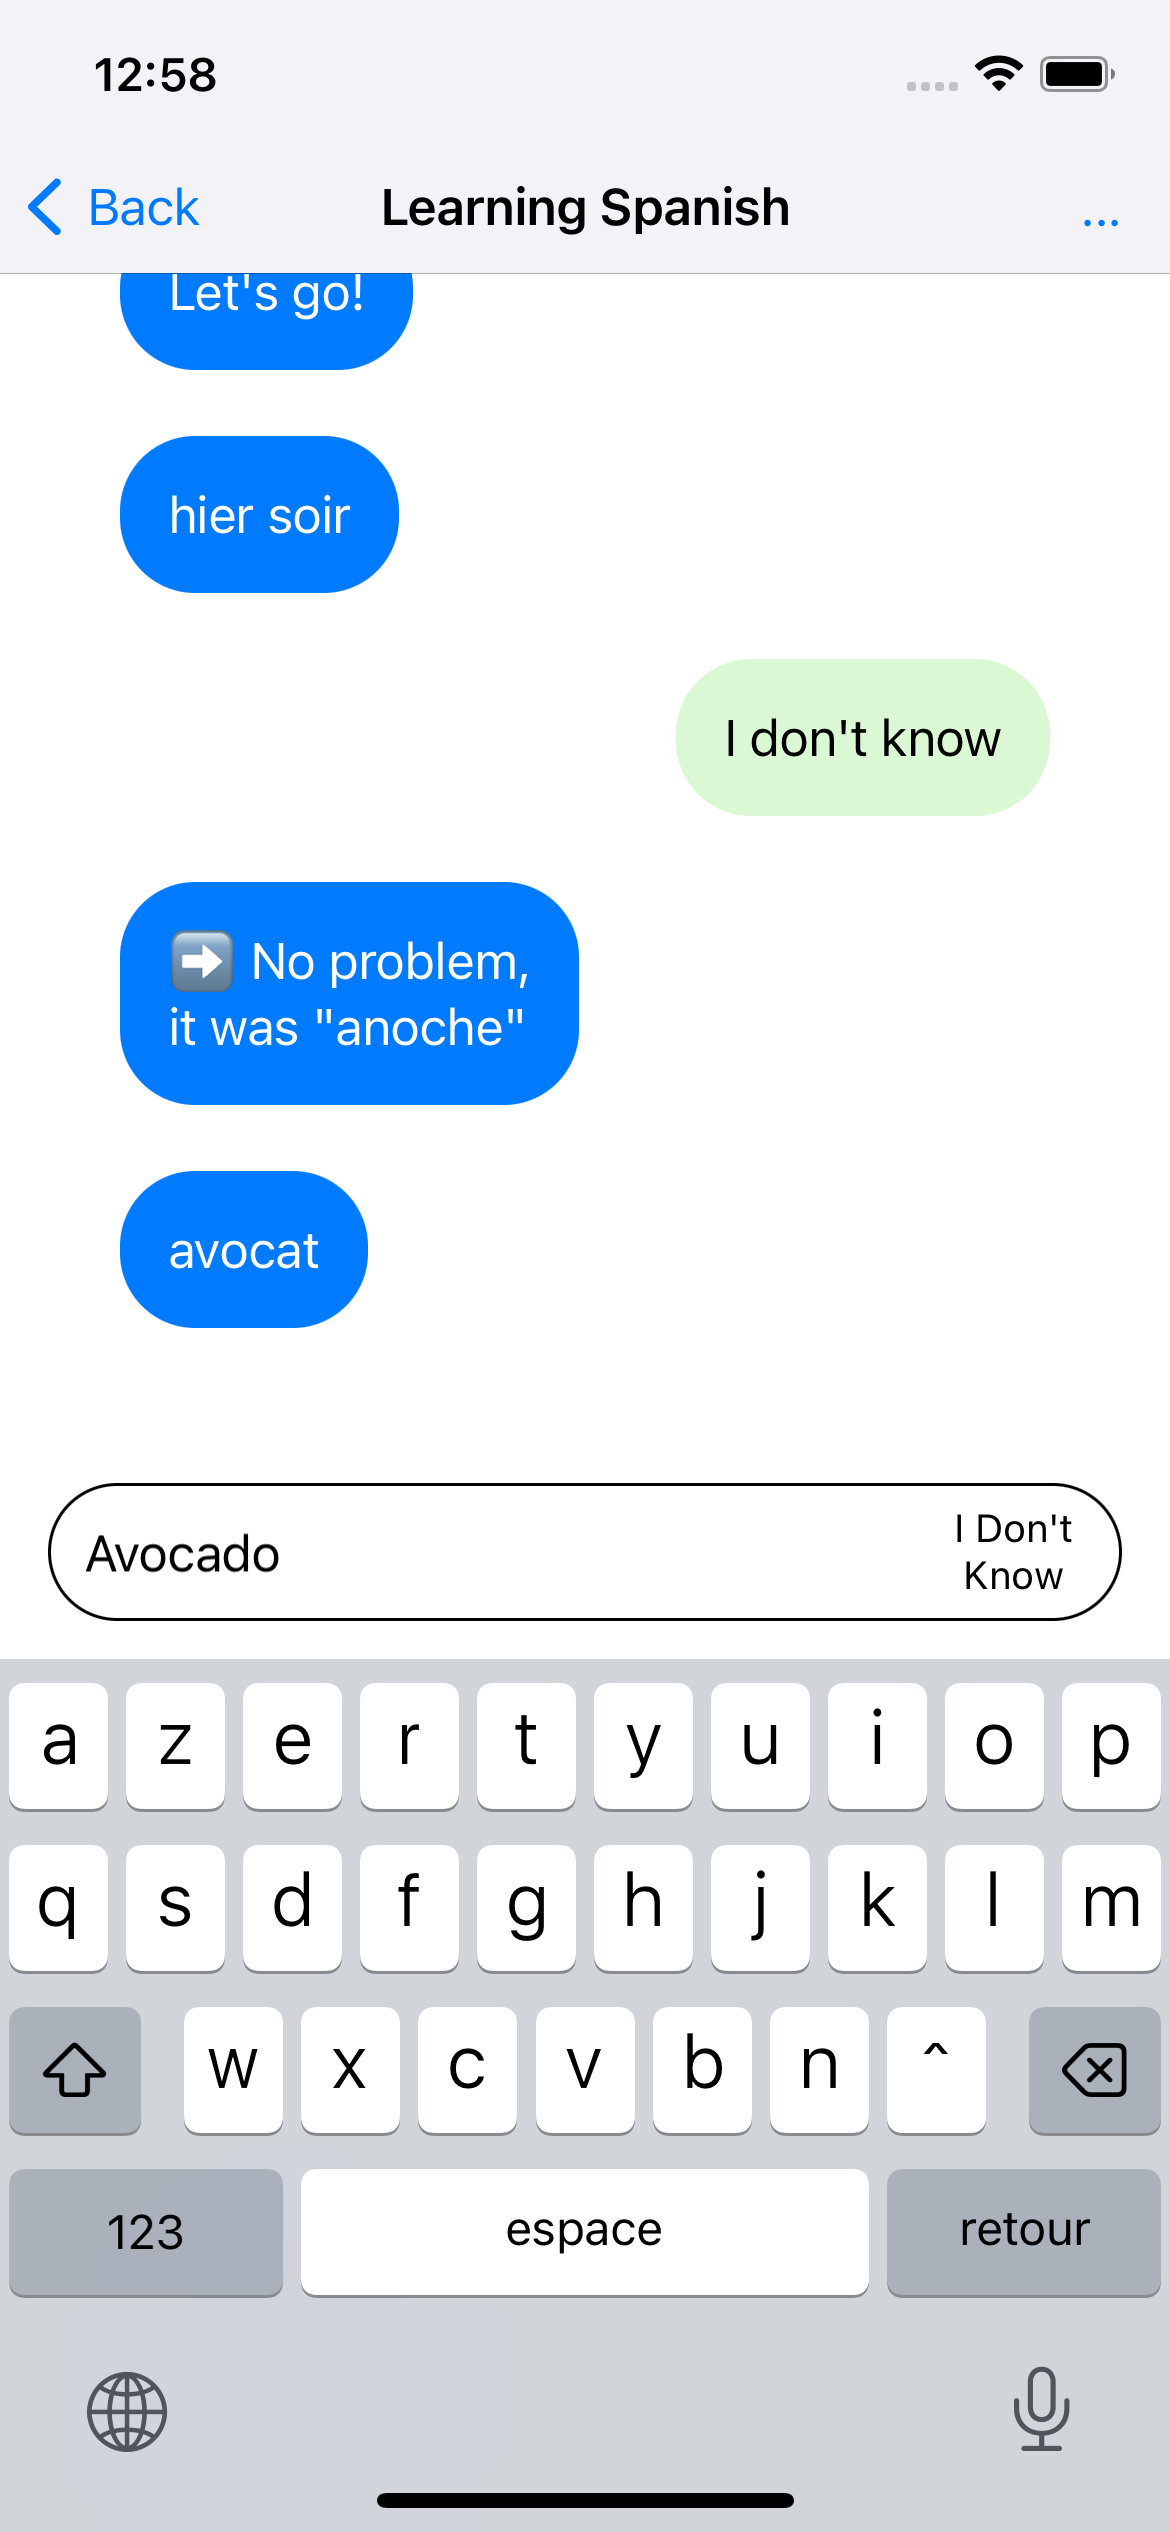 12:58
Back
Learning Spanish
...
Let's go!
hier soir
I don't know
➡️ No problem,
it was "anoche"
avocat
Avocado
I Don't
Know
a z e r t y u i o p
q s d f g h j k l m
w x c v b n ^
123 espace retour